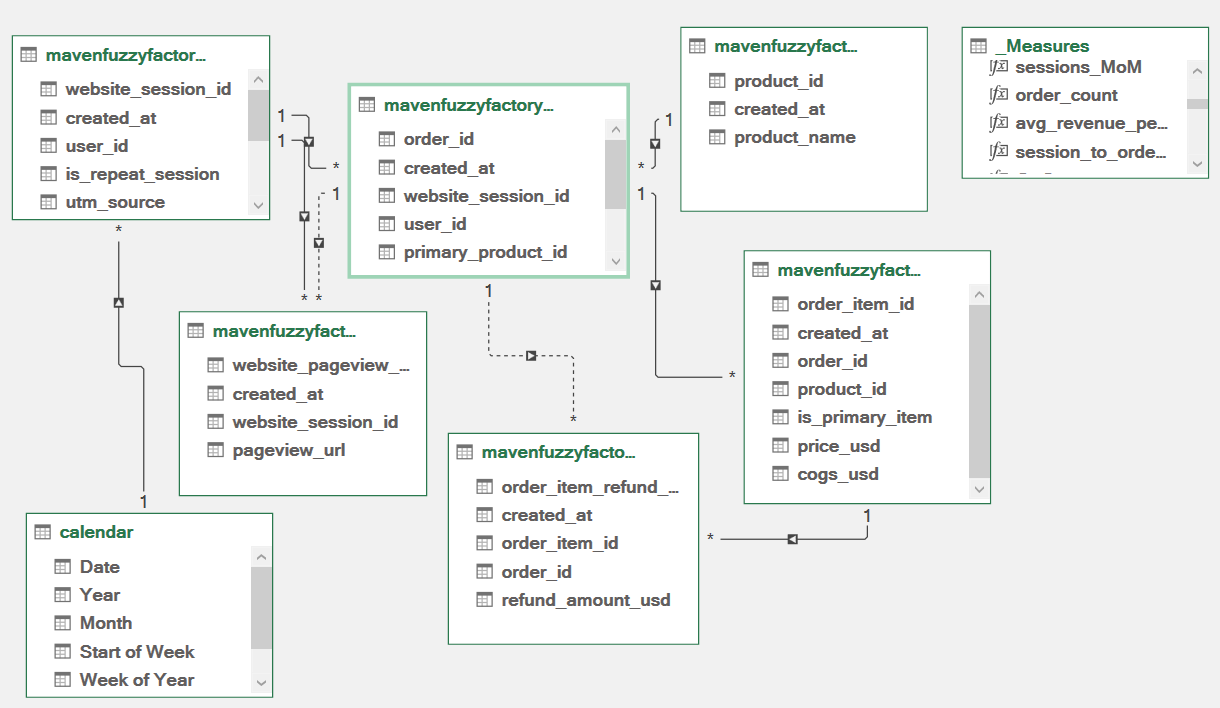 mavenfuzzyfactor...
website_session_id
created_at
user_id
is_repeat_session
utm_source
mavenfuzzyfactory...
order_id
created_at
website_session_id
user_id
primary_product_id
mavenfuzzyfact...
product_id
created_at
product_name
_Measures
sessions_MoM
order_count
avg_revenue_pe...
session_to_orde...
1
1
*
1
*
1
1
*
* *
mavenfuzzyfact...
website_pageview_...
created_at
website_session_id
pageview_url
1
*
mavenfuzzyfact...
order_item_id
created_at
order_id
product_id
is_primary_item
price_usd
cogs_usd
*
1
*
1
calendar
Date
Year
Month
Start of Week
Week of Year
mavenfuzzyfacto...
order_item_refund_...
created_at
order_item_id
order_id
refund_amount_usd